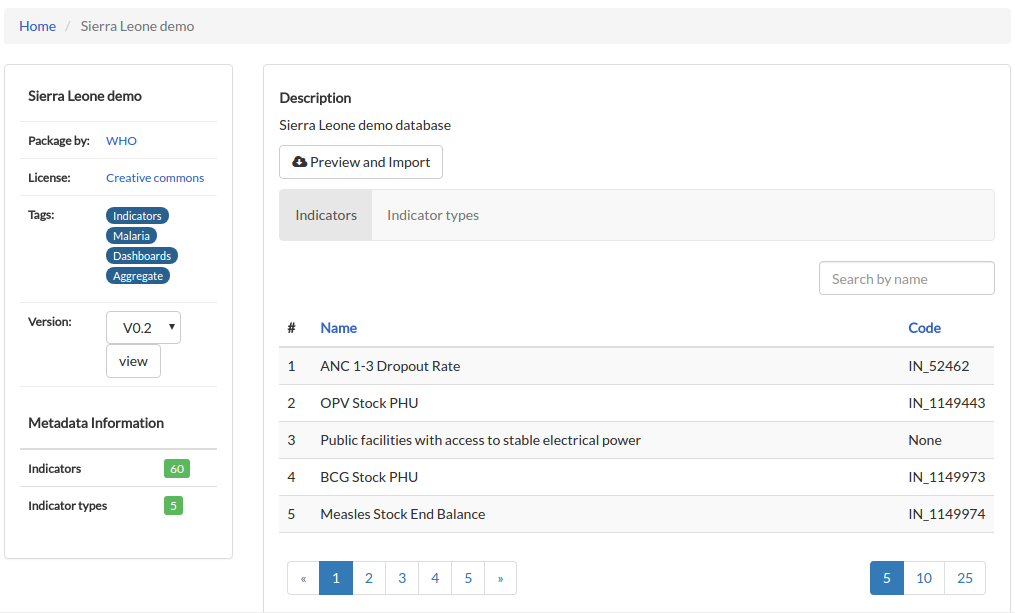 Home / Sierra Leone demo
Sierra Leone demo
Package by: WHO
License: Creative commons
Tags: Indicators
Malaria
Dashboards
Aggregate
Version: V0.2
view
Metadata Information
Indicators 60
Indicator types 5
Description
Sierra Leone demo database
Preview and Import
Indicators Indicator types
Search by name
# Name Code
1 ANC 1-3 Dropout Rate IN_52462
2 OPV Stock PHU IN_1149443
3 Public facilities with access to stable electrical power None
4 BCG Stock PHU IN_1149973
5 Measles Stock End Balance IN_1149974
« 1 2 3 4 5 » 5 10 25